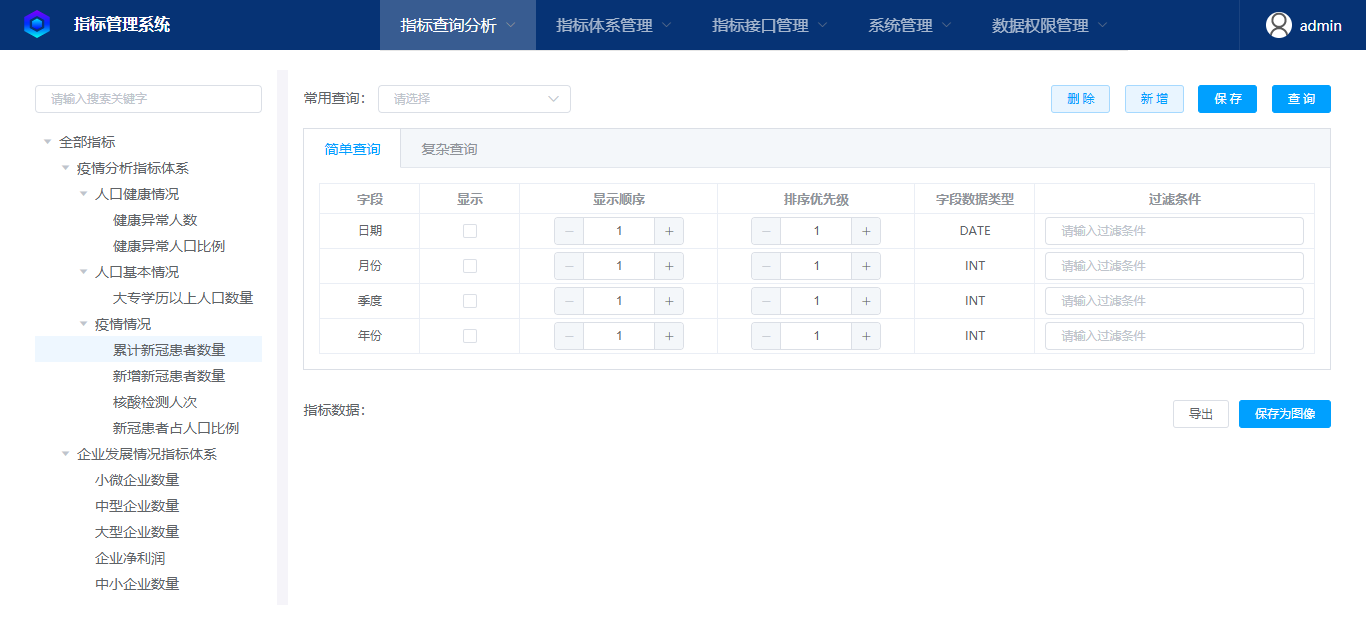 指标管理系统 指标查询分析 指标体系管理 指标接口管理 系统管理 数据权限管理 admin
请输入搜索关键字
全部指标
疫情分析指标体系
人口健康情况
健康异常人数
健康异常人口比例
人口基本情况
大专学历以上人口数量
疫情情况
累计新冠患者数量
新增新冠患者数量
核酸检测人次
新冠患者占人口比例
企业发展情况指标体系
小微企业数量
中型企业数量
大型企业数量
企业净利润
中小企业数量
常用查询： 请选择 删除 新增 保存 查询
简单查询 复杂查询
字段 显示 显示顺序 排序优先级 字段数据类型 过滤条件
日期 − 1 + − 1 + DATE 请输入过滤条件
月份 − 1 + − 1 + INT 请输入过滤条件
季度 − 1 + − 1 + INT 请输入过滤条件
年份 − 1 + − 1 + INT 请输入过滤条件
指标数据： 导出 保存为图像